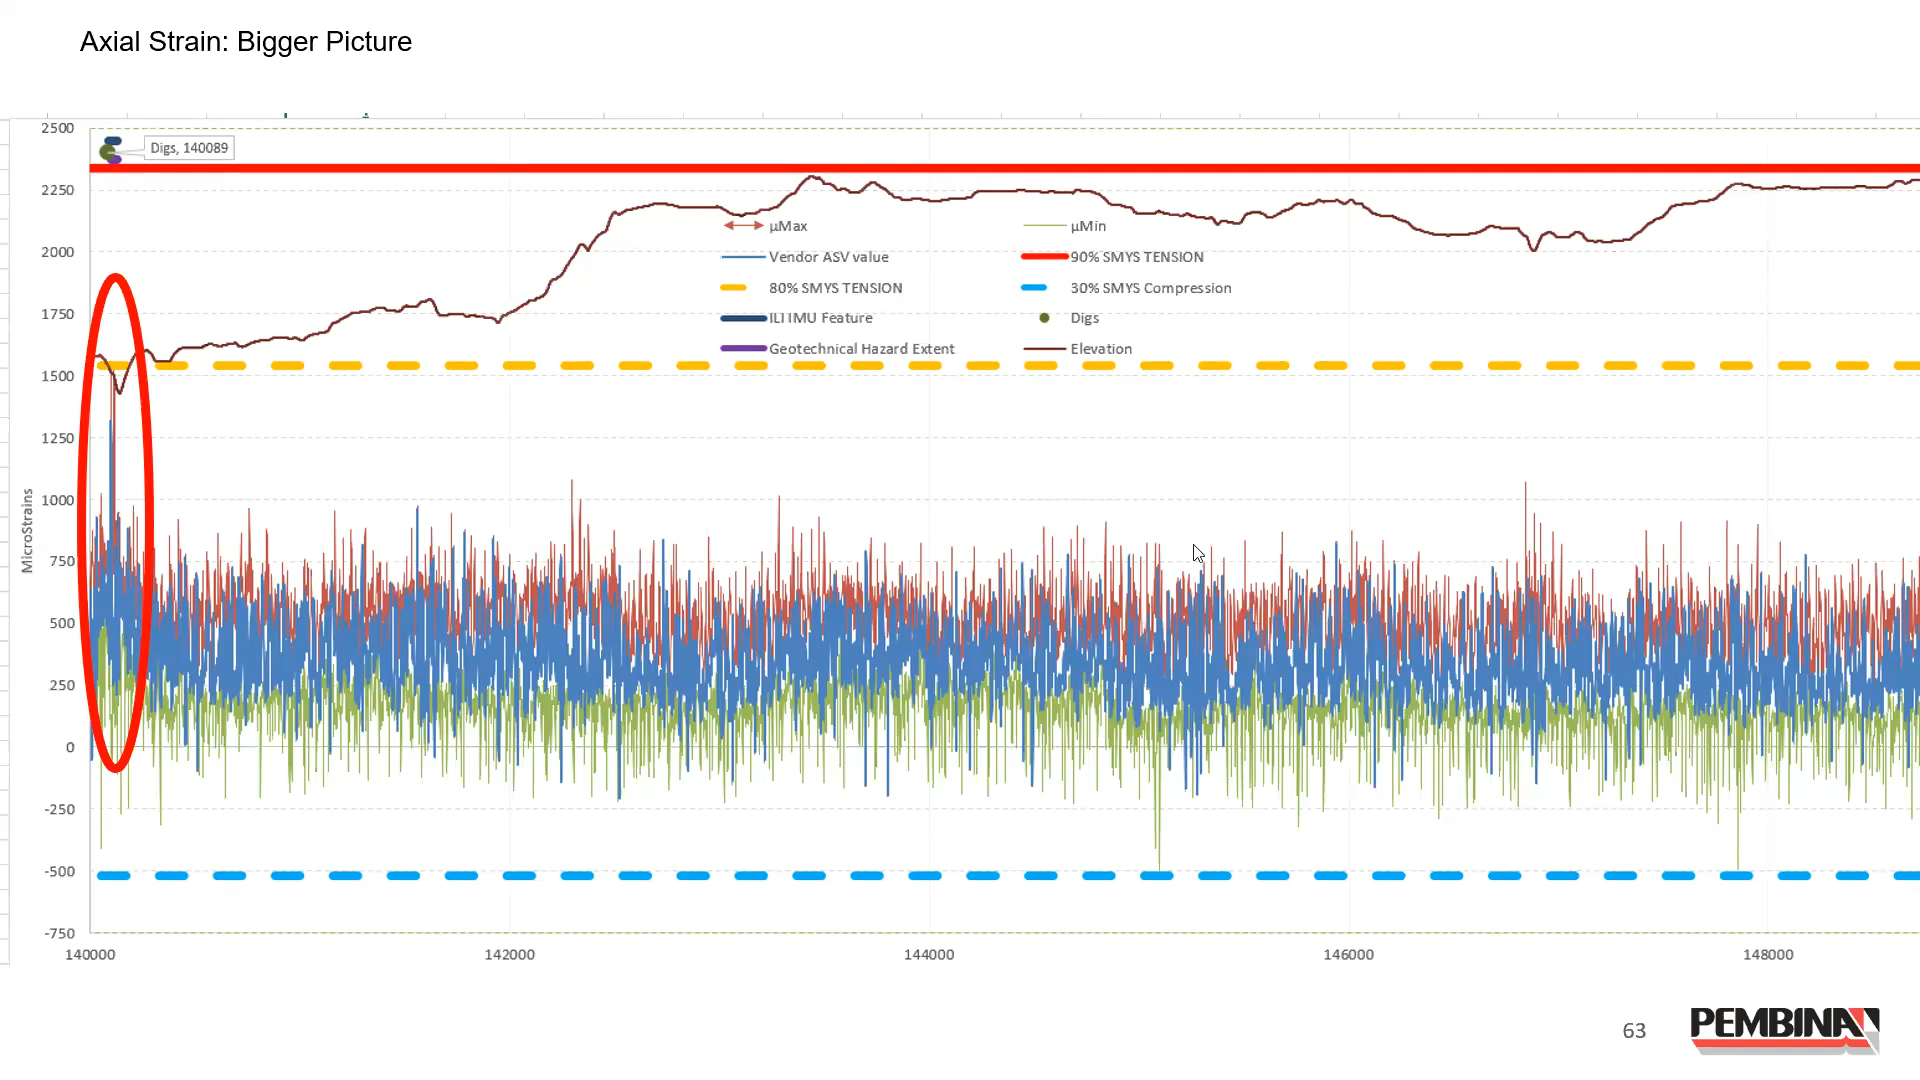 Axial Strain: Bigger Picture
2500
Digs, 140089
2250
µMax
µMin
2000
Vendor ASV value
90% SMYS TENSION
80% SMYS TENSION
30% SMYS Compression
1750
ILI IMU Feature
Digs
Geotechnical Hazard Extent
Elevation
1500
1250
1000
MicroStrains
750
500
250
0
-250
-500
-750
140000
142000
144000
146000
148000
63
PEMBINA